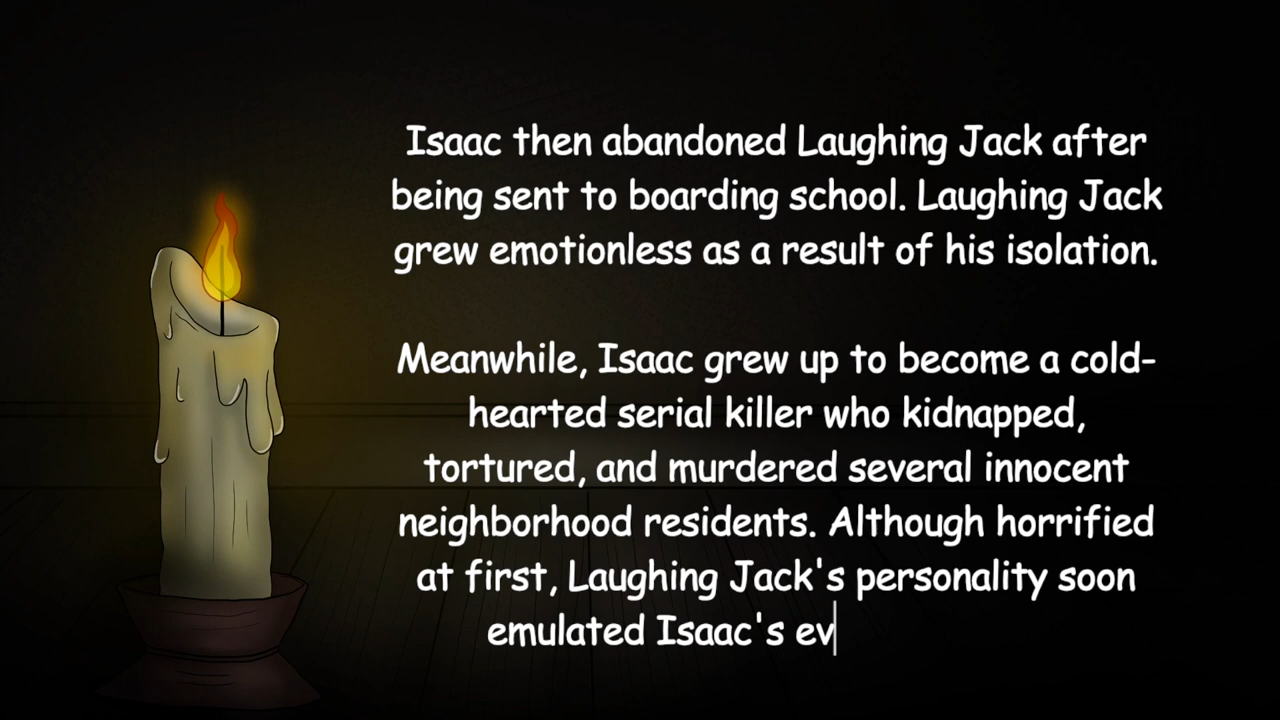 Isaac then abandoned Laughing Jack after
being sent to boarding school. Laughing Jack
grew emotionless as a result of his isolation.
Meanwhile, Isaac grew up to become a cold-
hearted serial killer who kidnapped,
tortured, and murdered several innocent
neighborhood residents. Although horrified
at first, Laughing Jack's personality soon
emulated Isaac's ev